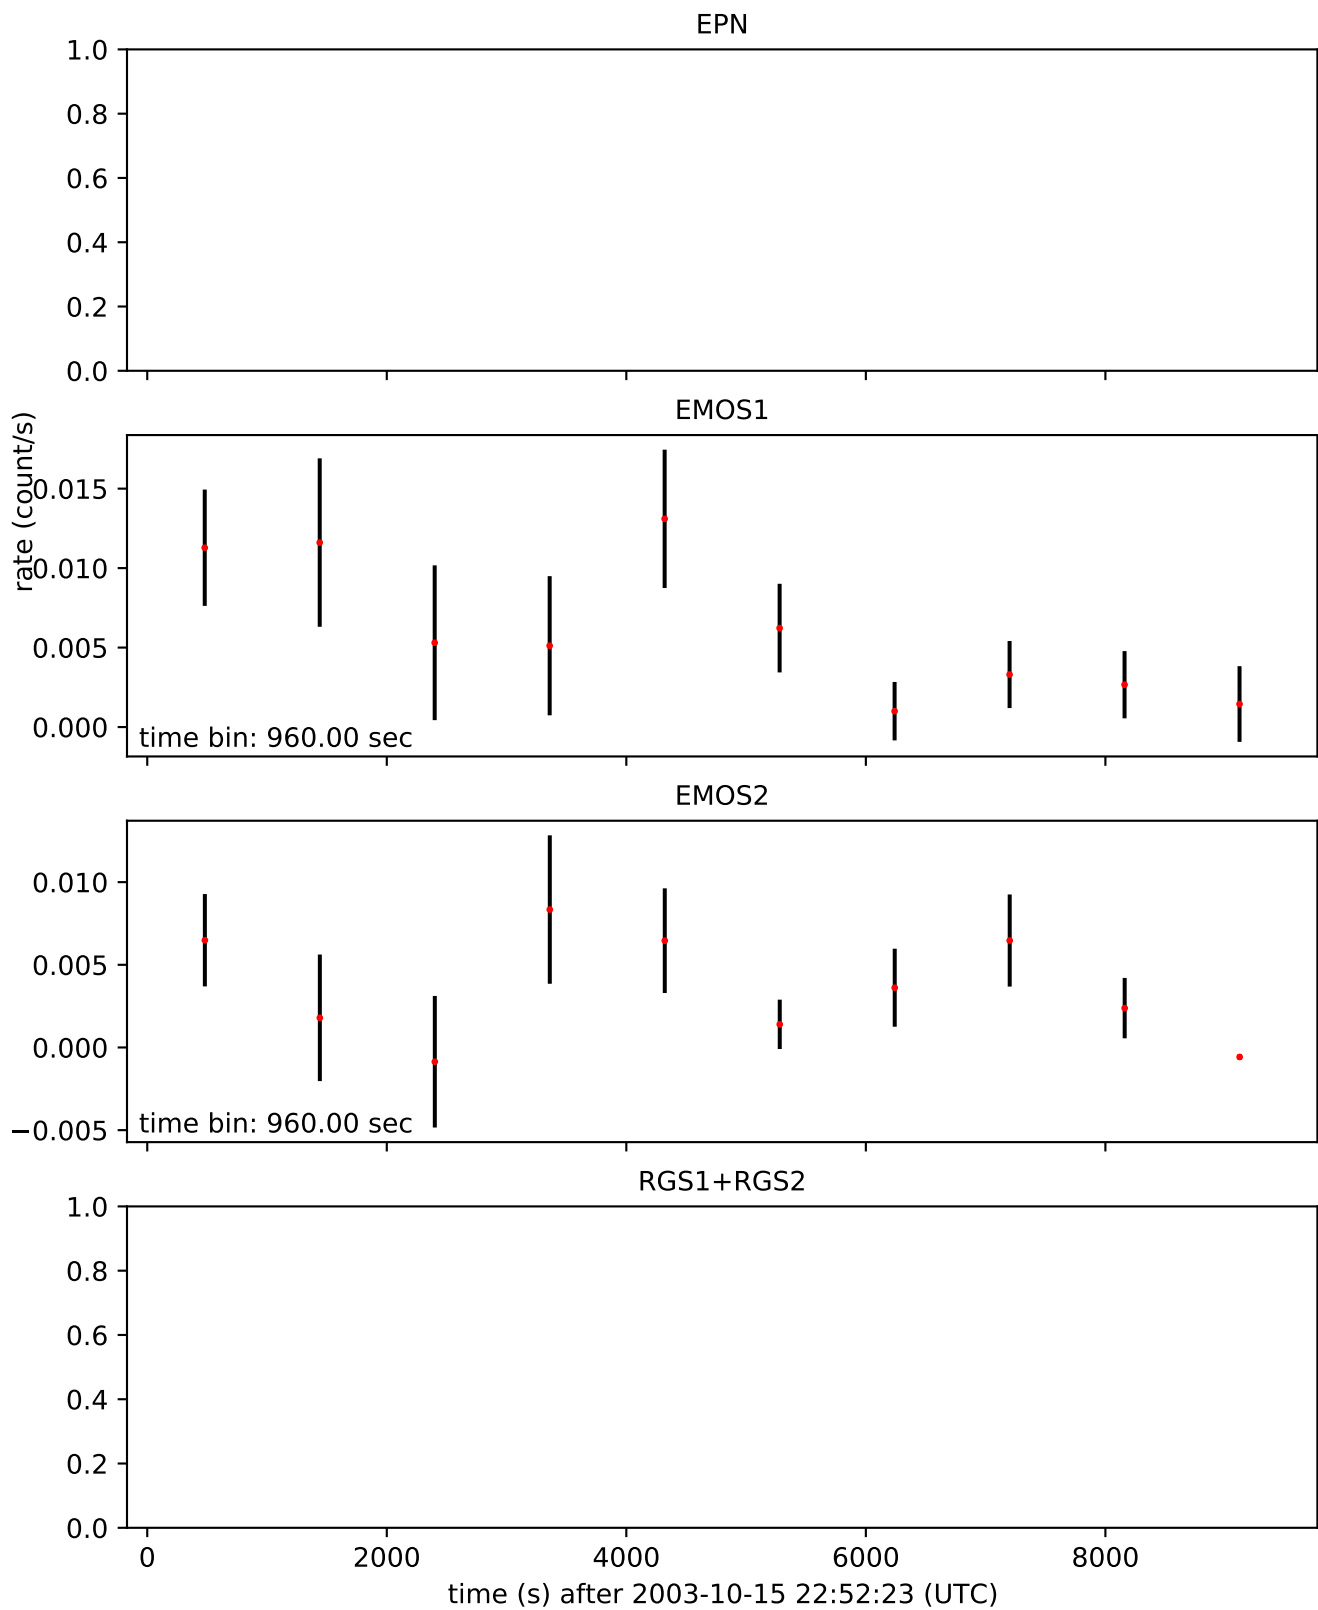 EPN
1.0
0.8
0.6
0.4
0.2
0.0
EMOS1
rate (count/s)
0.015
0.010
0.005
0.000
time bin: 960.00 sec
EMOS2
0.010
0.005
0.000
−0.005
time bin: 960.00 sec
RGS1+RGS2
1.0
0.8
0.6
0.4
0.2
0.0
0 2000 4000 6000 8000
time (s) after 2003-10-15 22:52:23 (UTC)